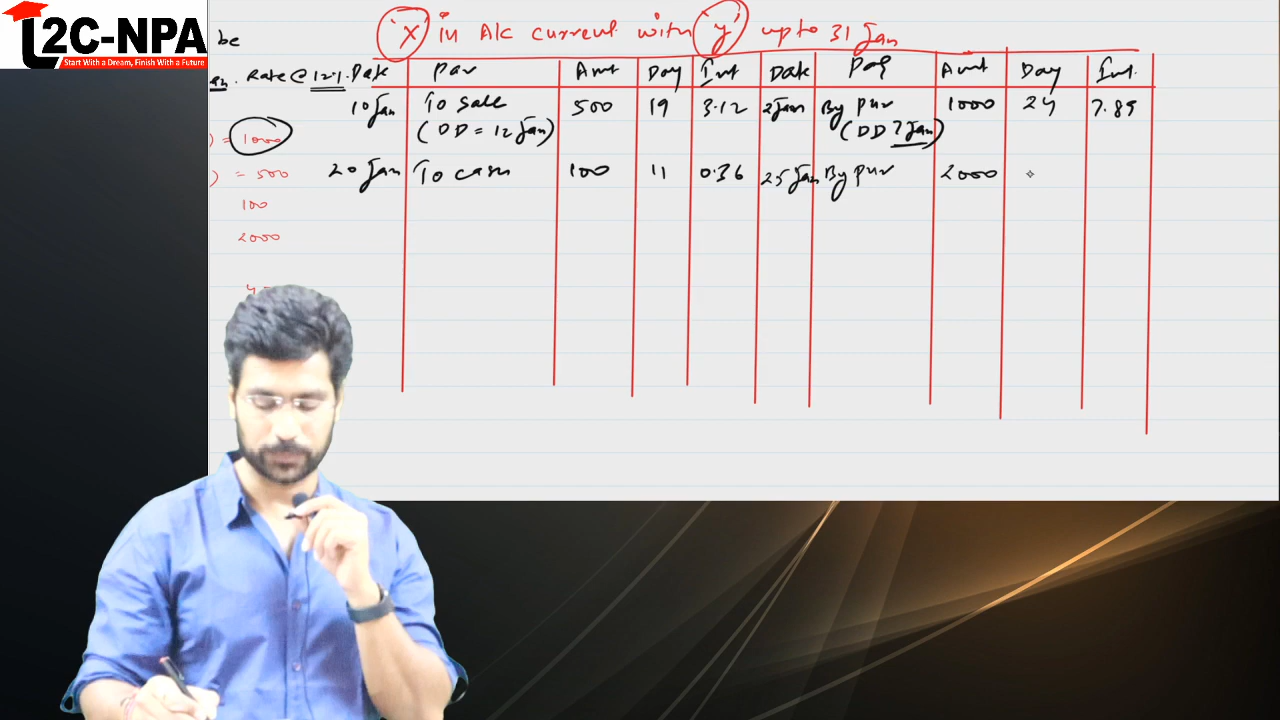 L2C-NPA
Start With a Dream, Finish With a Future
be
'X' in A/c current with 'y' upto 31 Jan
Rate @ 12%. Date Par Amt Day Int Date Par Amt Day Int.
10 Jan To sale 500 19 3.12 2 Jan By pur 1000 24 7.89
(DD = 12 Jan) (DD 7 Jan)
) = 1000
20 Jan To cash 100 11 0.36 25 Jan By pur 2000
) = 500
100
2000